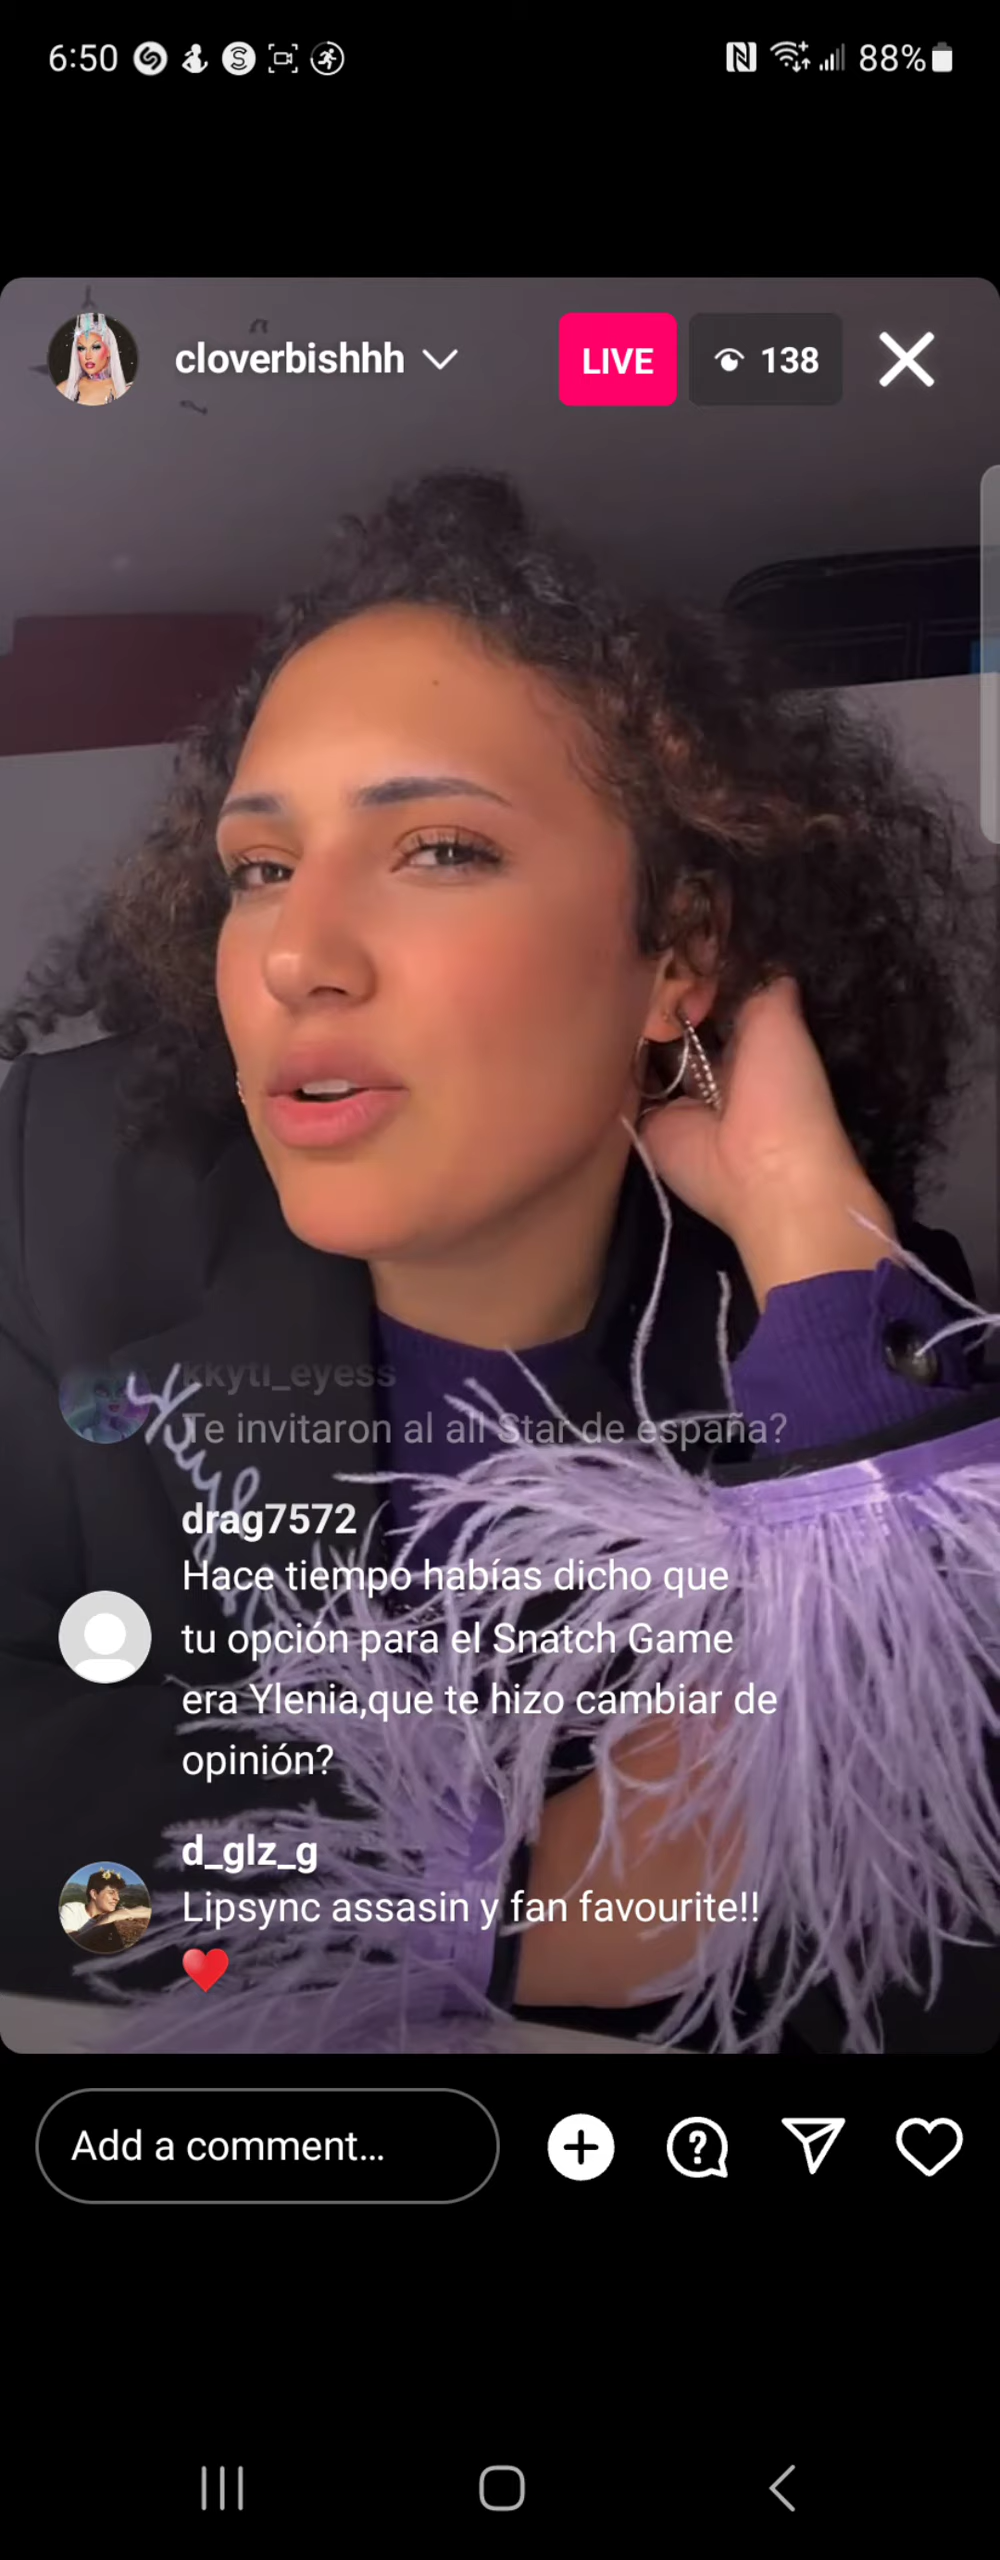 6:50
88%
cloverbishhh
LIVE
138
kkyti_eyess
Te invitaron al all Star de españa?
drag7572
Hace tiempo habías dicho que
tu opción para el Snatch Game
era Ylenia,que te hizo cambiar de
opinión?
d_glz_g
Lipsync assasin y fan favourite!!
❤️
Add a comment...